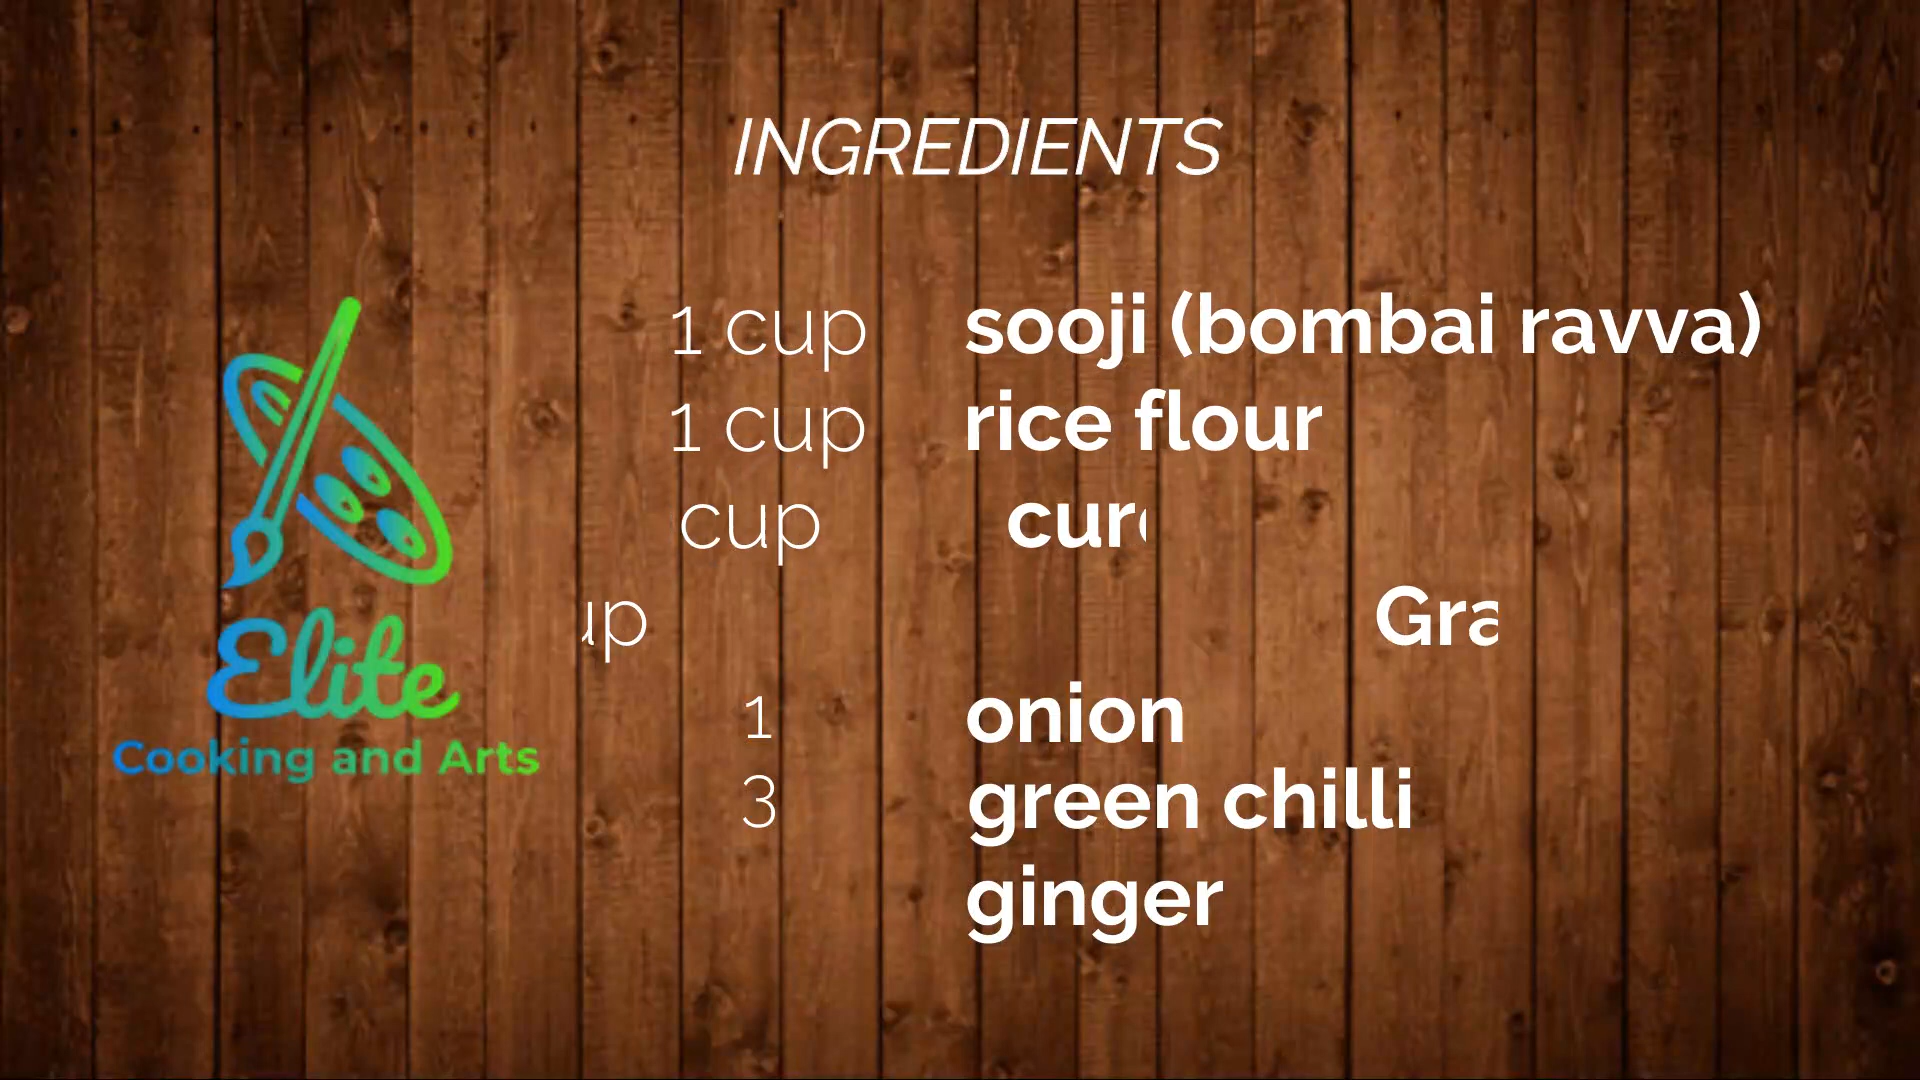 INGREDIENTS
1 cup sooji (bombai ravva)
1 cup rice flour
cup
1 onion
3 green chilli
ginger
Elite
Cooking and Arts